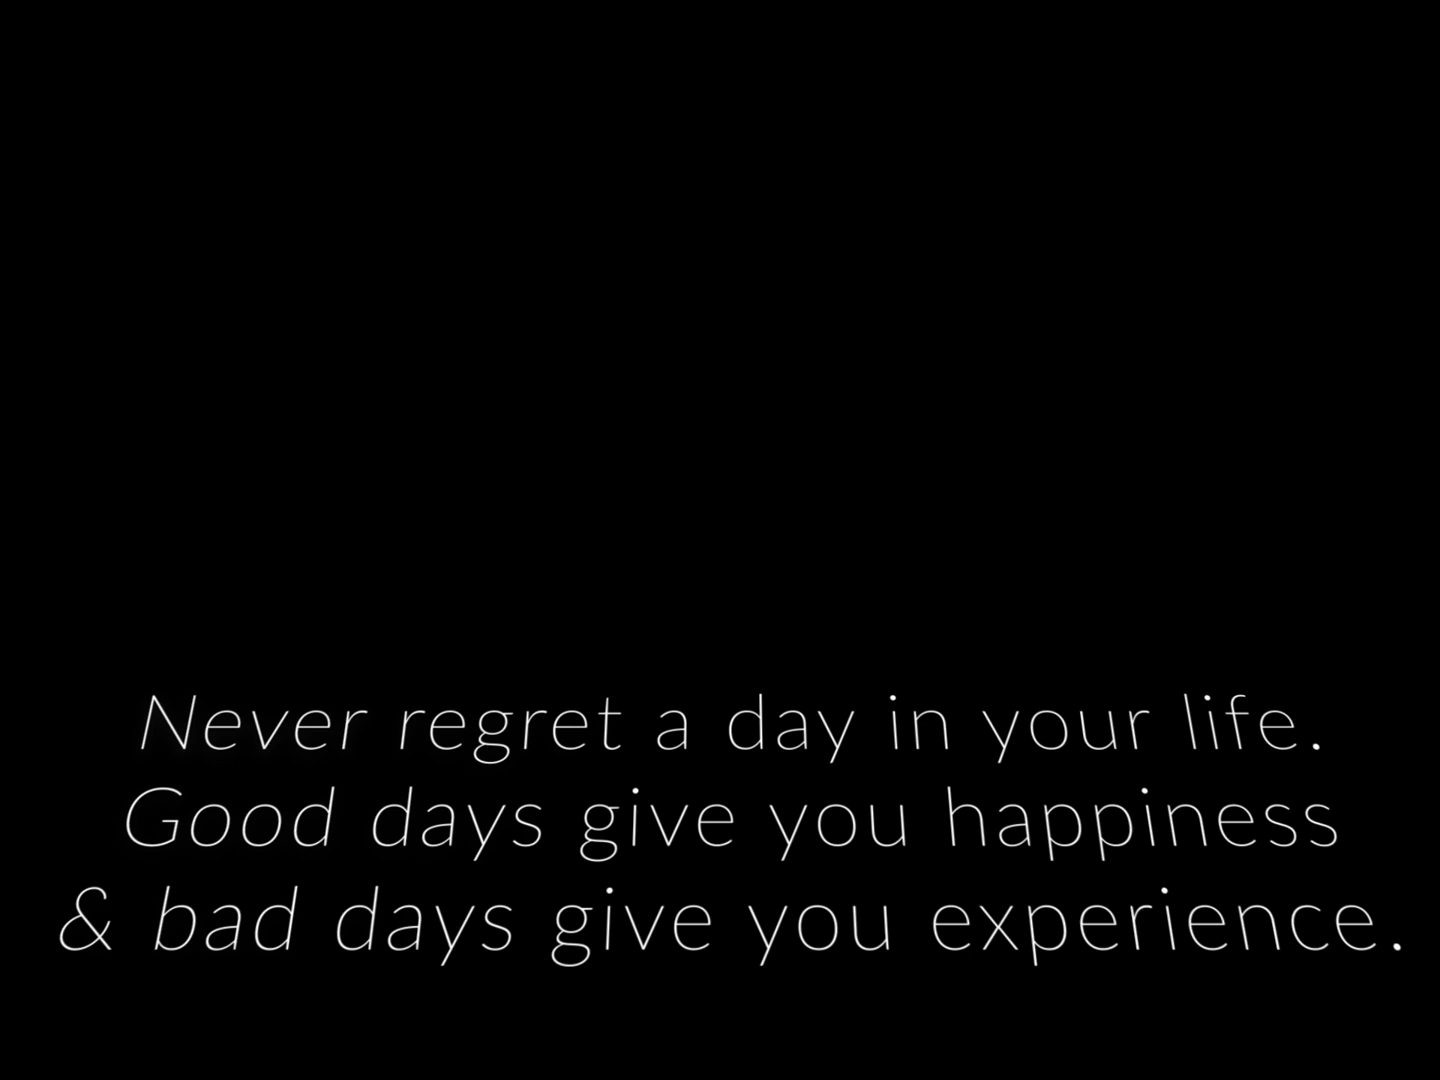 Never regret a day in your life.
Good days give you happiness
& bad days give you experience.